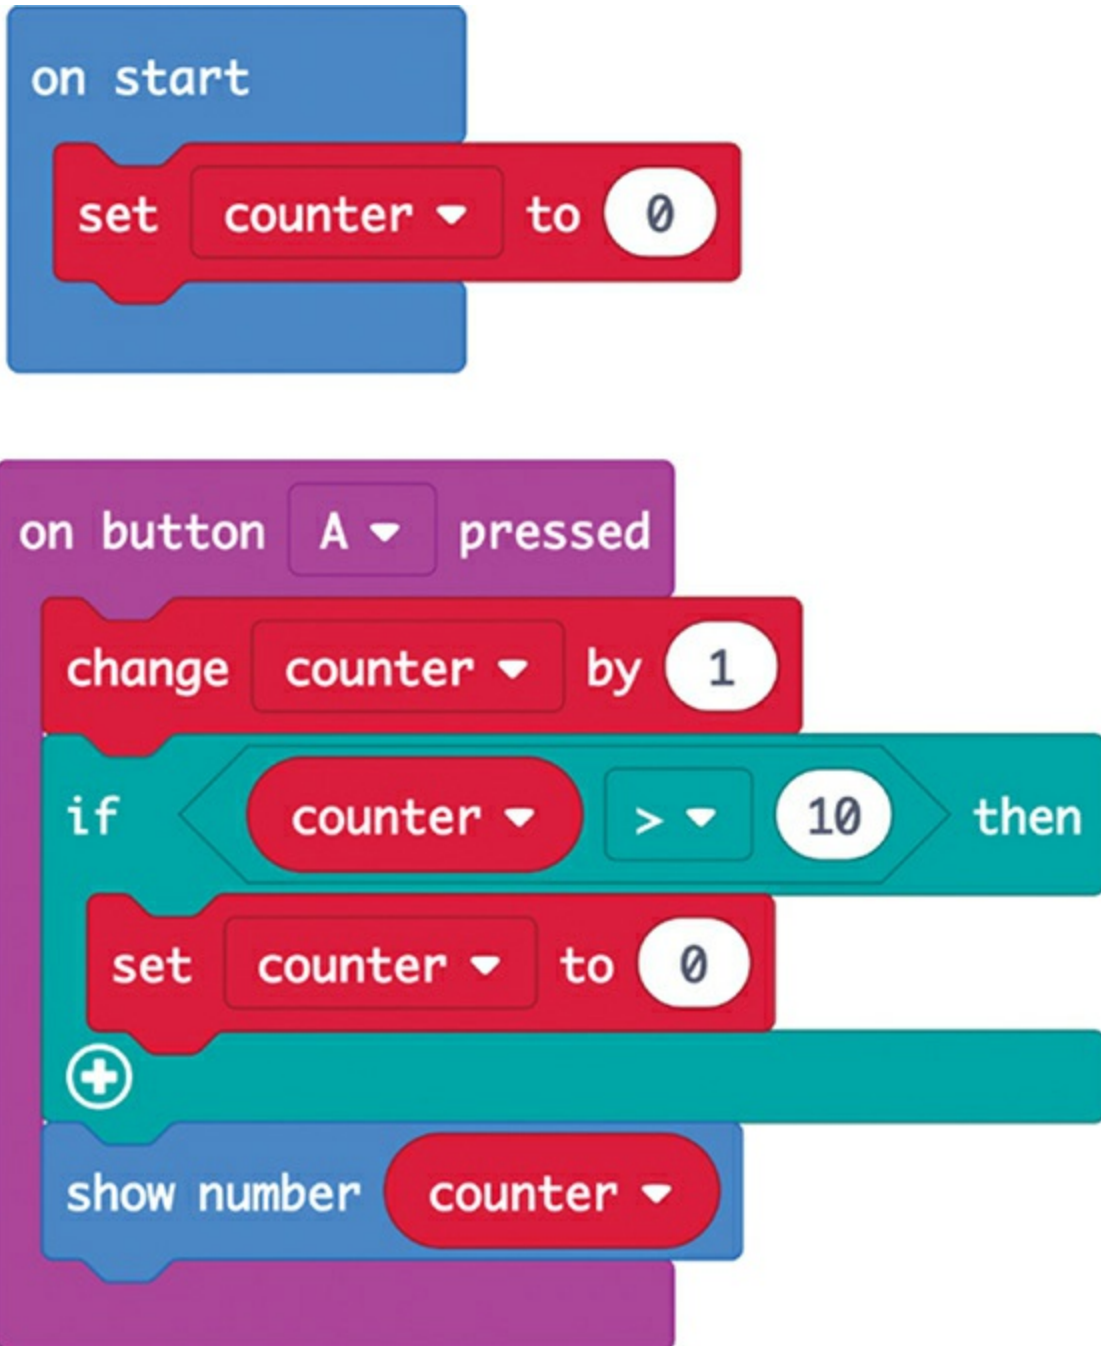 on start
set counter to 0
on button A pressed
change counter by 1
if counter > 10 then
set counter to 0
show number counter